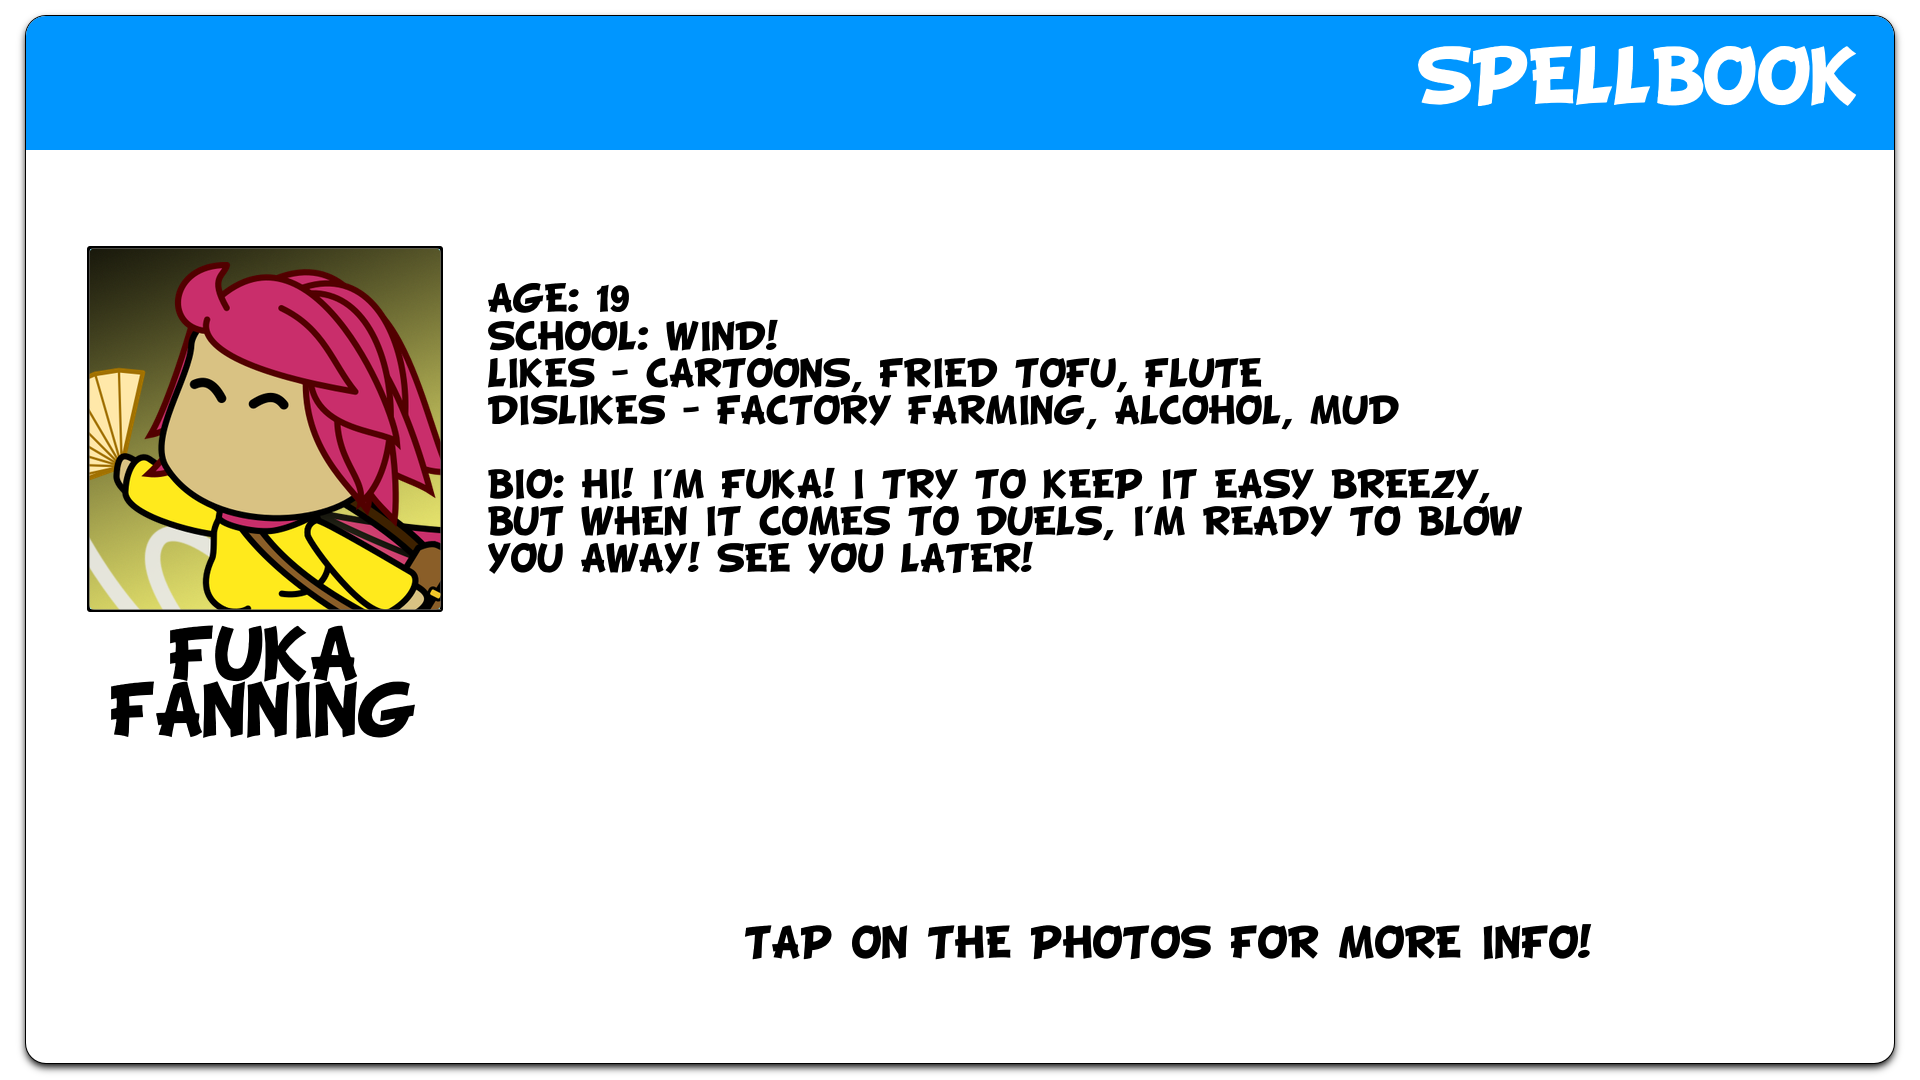 SPELLBOOK
AGE: 19
SCHOOL: WIND!
LIKES - CARTOONS, FRIED TOFU, FLUTE
DISLIKES - FACTORY FARMING, ALCOHOL, MUD
BIO: HI! I'M FUKA! I TRY TO KEEP IT EASY BREEZY,
BUT WHEN IT COMES TO DUELS, I'M READY TO BLOW
YOU AWAY! SEE YOU LATER!
FUKA
FANNING
TAP ON THE PHOTOS FOR MORE INFO!